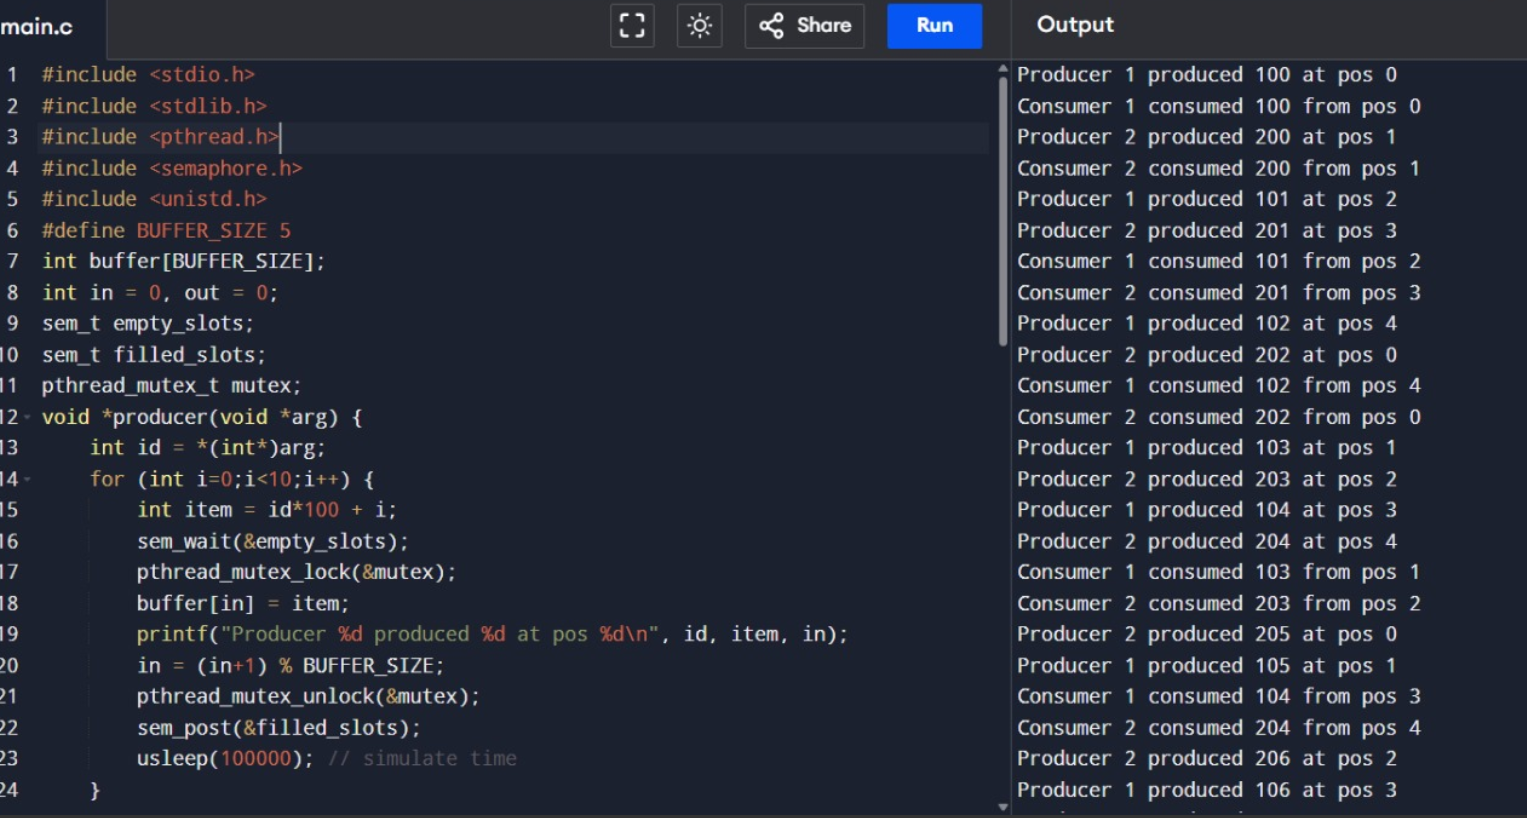 main.c
Share
Run
Output
1 #include <stdio.h>
2 #include <stdlib.h>
3 #include <pthread.h>
4 #include <semaphore.h>
5 #include <unistd.h>
6 #define BUFFER_SIZE 5
7 int buffer[BUFFER_SIZE];
8 int in = 0, out = 0;
9 sem_t empty_slots;
10 sem_t filled_slots;
11 pthread_mutex_t mutex;
12 void *producer(void *arg) {
13     int id = *(int*)arg;
14     for (int i=0;i<10;i++) {
15         int item = id*100 + i;
16         sem_wait(&empty_slots);
17         pthread_mutex_lock(&mutex);
18         buffer[in] = item;
19         printf("Producer %d produced %d at pos %d\n", id, item, in);
20         in = (in+1) % BUFFER_SIZE;
21         pthread_mutex_unlock(&mutex);
22         sem_post(&filled_slots);
23         usleep(100000); // simulate time
24     }
Producer 1 produced 100 at pos 0
Consumer 1 consumed 100 from pos 0
Producer 2 produced 200 at pos 1
Consumer 2 consumed 200 from pos 1
Producer 1 produced 101 at pos 2
Producer 2 produced 201 at pos 3
Consumer 1 consumed 101 from pos 2
Consumer 2 consumed 201 from pos 3
Producer 1 produced 102 at pos 4
Producer 2 produced 202 at pos 0
Consumer 1 consumed 102 from pos 4
Consumer 2 consumed 202 from pos 0
Producer 1 produced 103 at pos 1
Producer 2 produced 203 at pos 2
Producer 1 produced 104 at pos 3
Producer 2 produced 204 at pos 4
Consumer 1 consumed 103 from pos 1
Consumer 2 consumed 203 from pos 2
Producer 2 produced 205 at pos 0
Producer 1 produced 105 at pos 1
Consumer 1 consumed 104 from pos 3
Consumer 2 consumed 204 from pos 4
Producer 2 produced 206 at pos 2
Producer 1 produced 106 at pos 3